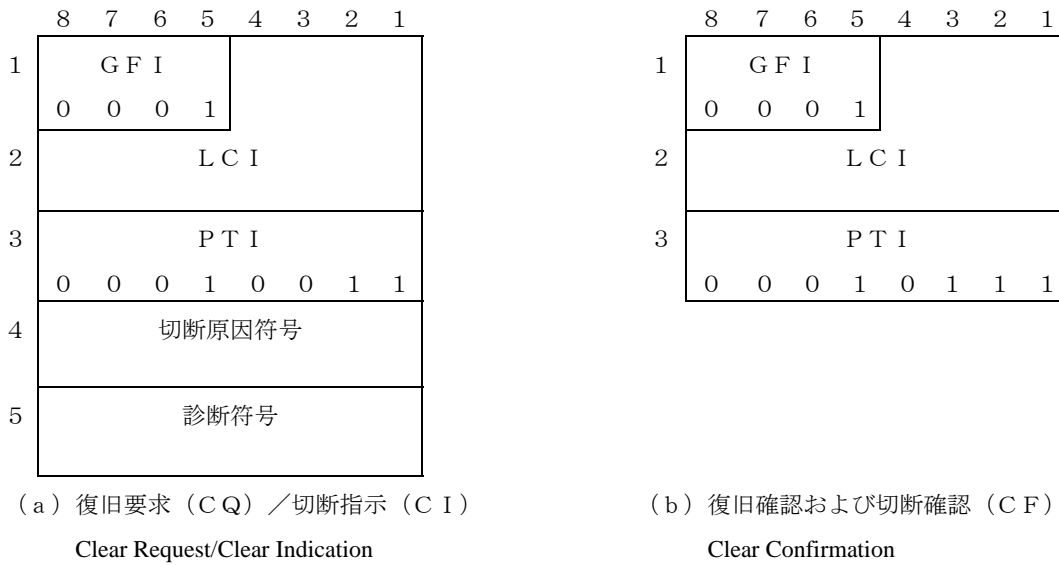 8 7 6 5 4 3 2 1
1 GFI
0 0 0 1
2 LCI
3 PTI
0 0 0 1 0 0 1 1
4 切断原因符号
5 診断符号
(a)復旧要求(CQ)/切断指示(CI)
Clear Request/Clear Indication
8 7 6 5 4 3 2 1
1 GFI
0 0 0 1
2 LCI
3 PTI
0 0 0 1 0 1 1 1
(b)復旧確認および切断確認(CF)
Clear Confirmation